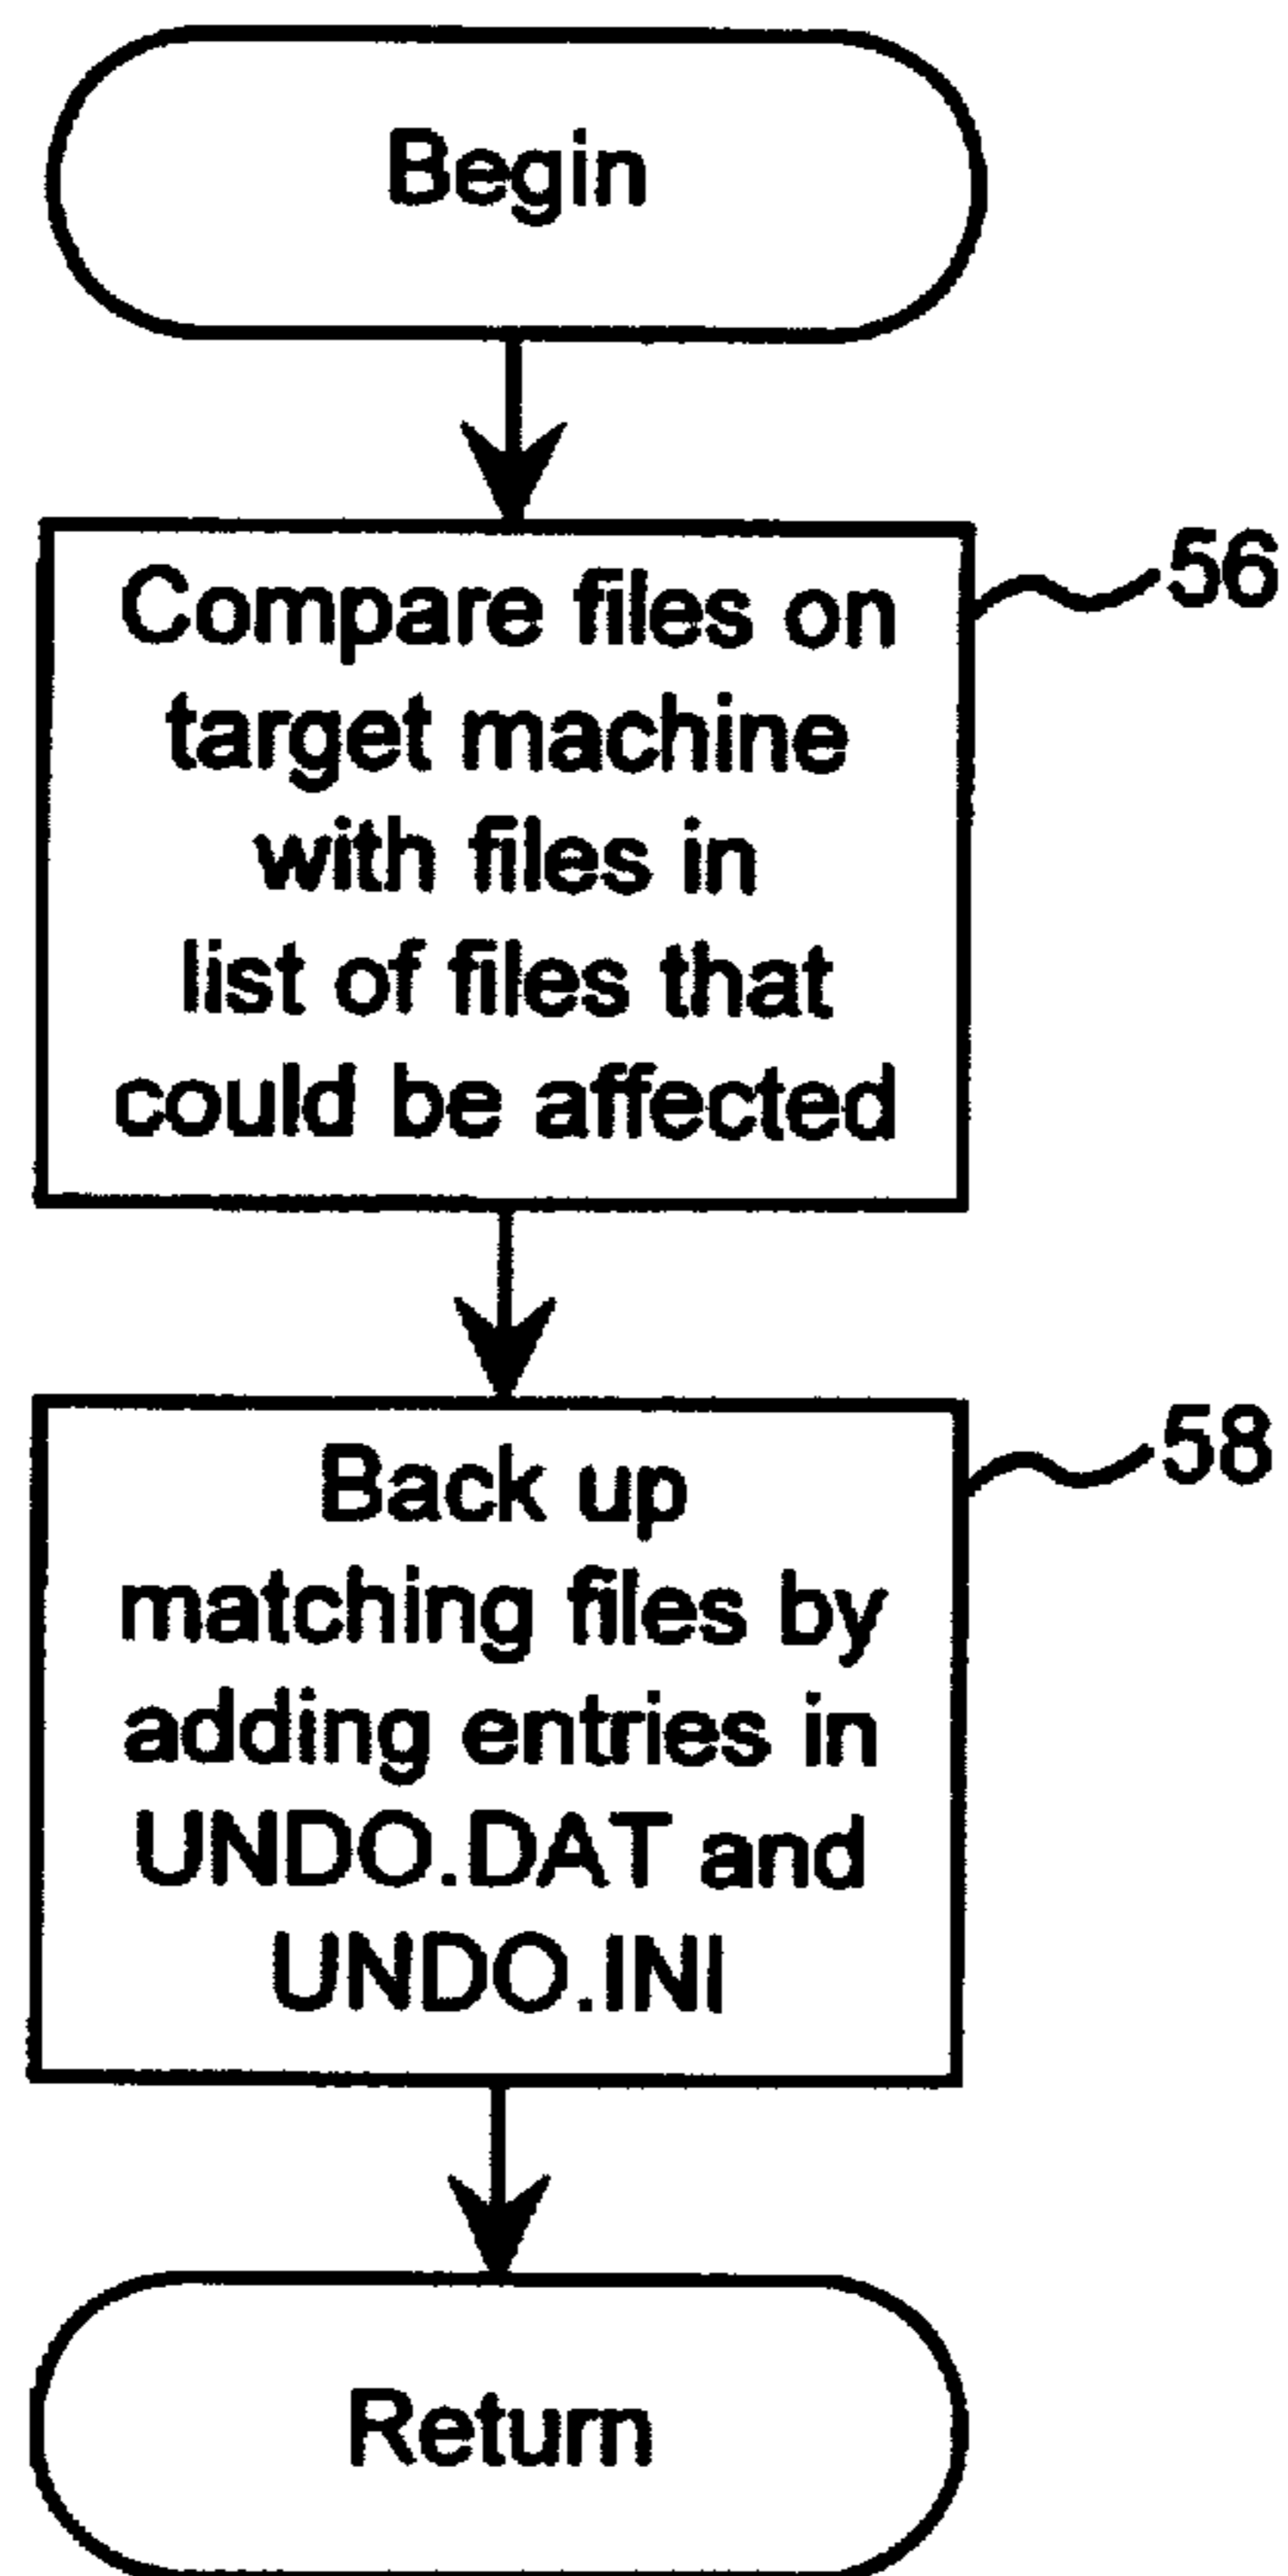 Begin
Compare files on
target machine
with files in
list of files that
could be affected
56
Back up
matching files by
adding entries in
UNDO.DAT and
UNDO.INI
58
Return